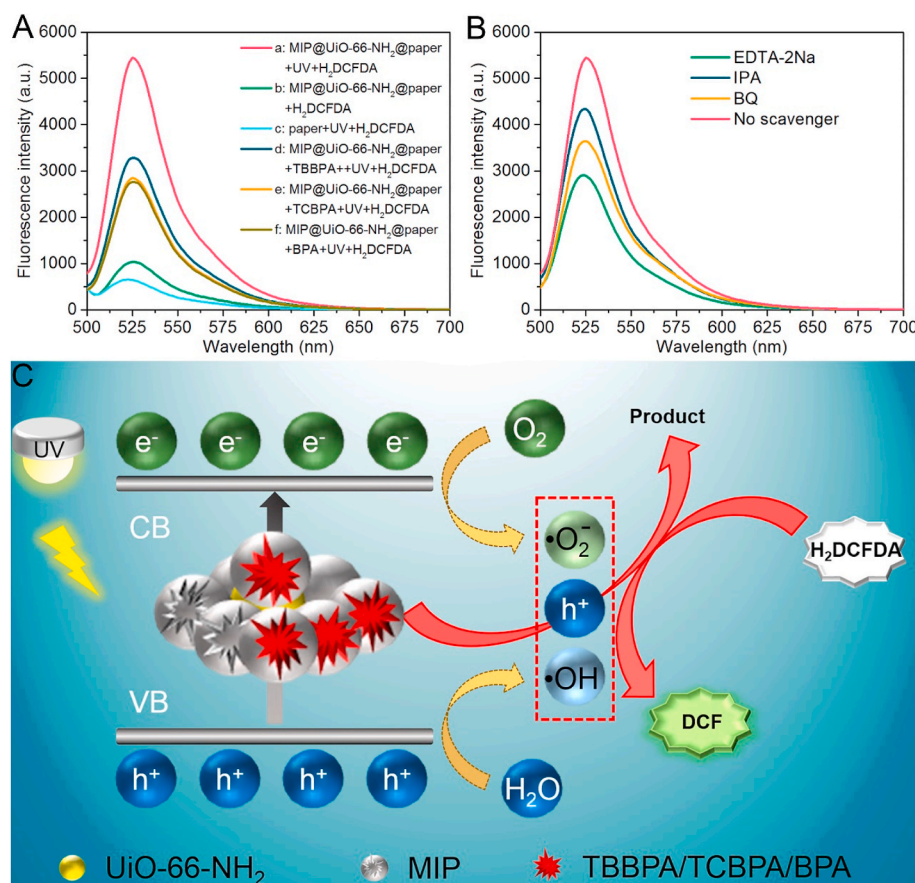 A
Fluorescence intensity (a.u.)
6000
5000
4000
3000
2000
1000
0
500
525
550
575
600
625
650
675
700
Wavelength (nm)
a: MIP@UiO-66-NH₂@paper
+UV+H₂DCFDA
b: MIP@UiO-66-NH₂@paper
+H₂DCFDA
c: paper+UV+H₂DCFDA
d: MIP@UiO-66-NH₂@paper
+TBBPA++UV+H₂DCFDA
e: MIP@UiO-66-NH₂@paper
+TCBPA+UV+H₂DCFDA
f: MIP@UiO-66-NH₂@paper
+BPA+UV+H₂DCFDA
B
Fluorescence intensity (a.u.)
6000
5000
4000
3000
2000
1000
0
500
525
550
575
600
625
650
675
700
Wavelength (nm)
EDTA-2Na
IPA
BQ
No scavenger
C
UV
e⁻ e⁻ e⁻ e⁻
O₂
Product
CB
•O₂⁻
H₂DCFDA
h⁺
•OH
VB
DCF
h⁺ h⁺ h⁺ h⁺
H₂O
UiO-66-NH₂
MIP
TBBPA/TCBPA/BPA